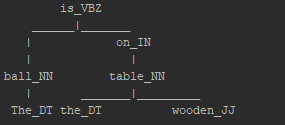 is_VBZ
on_IN
ball_NN table_NN
The_DT the_DT wooden_JJ